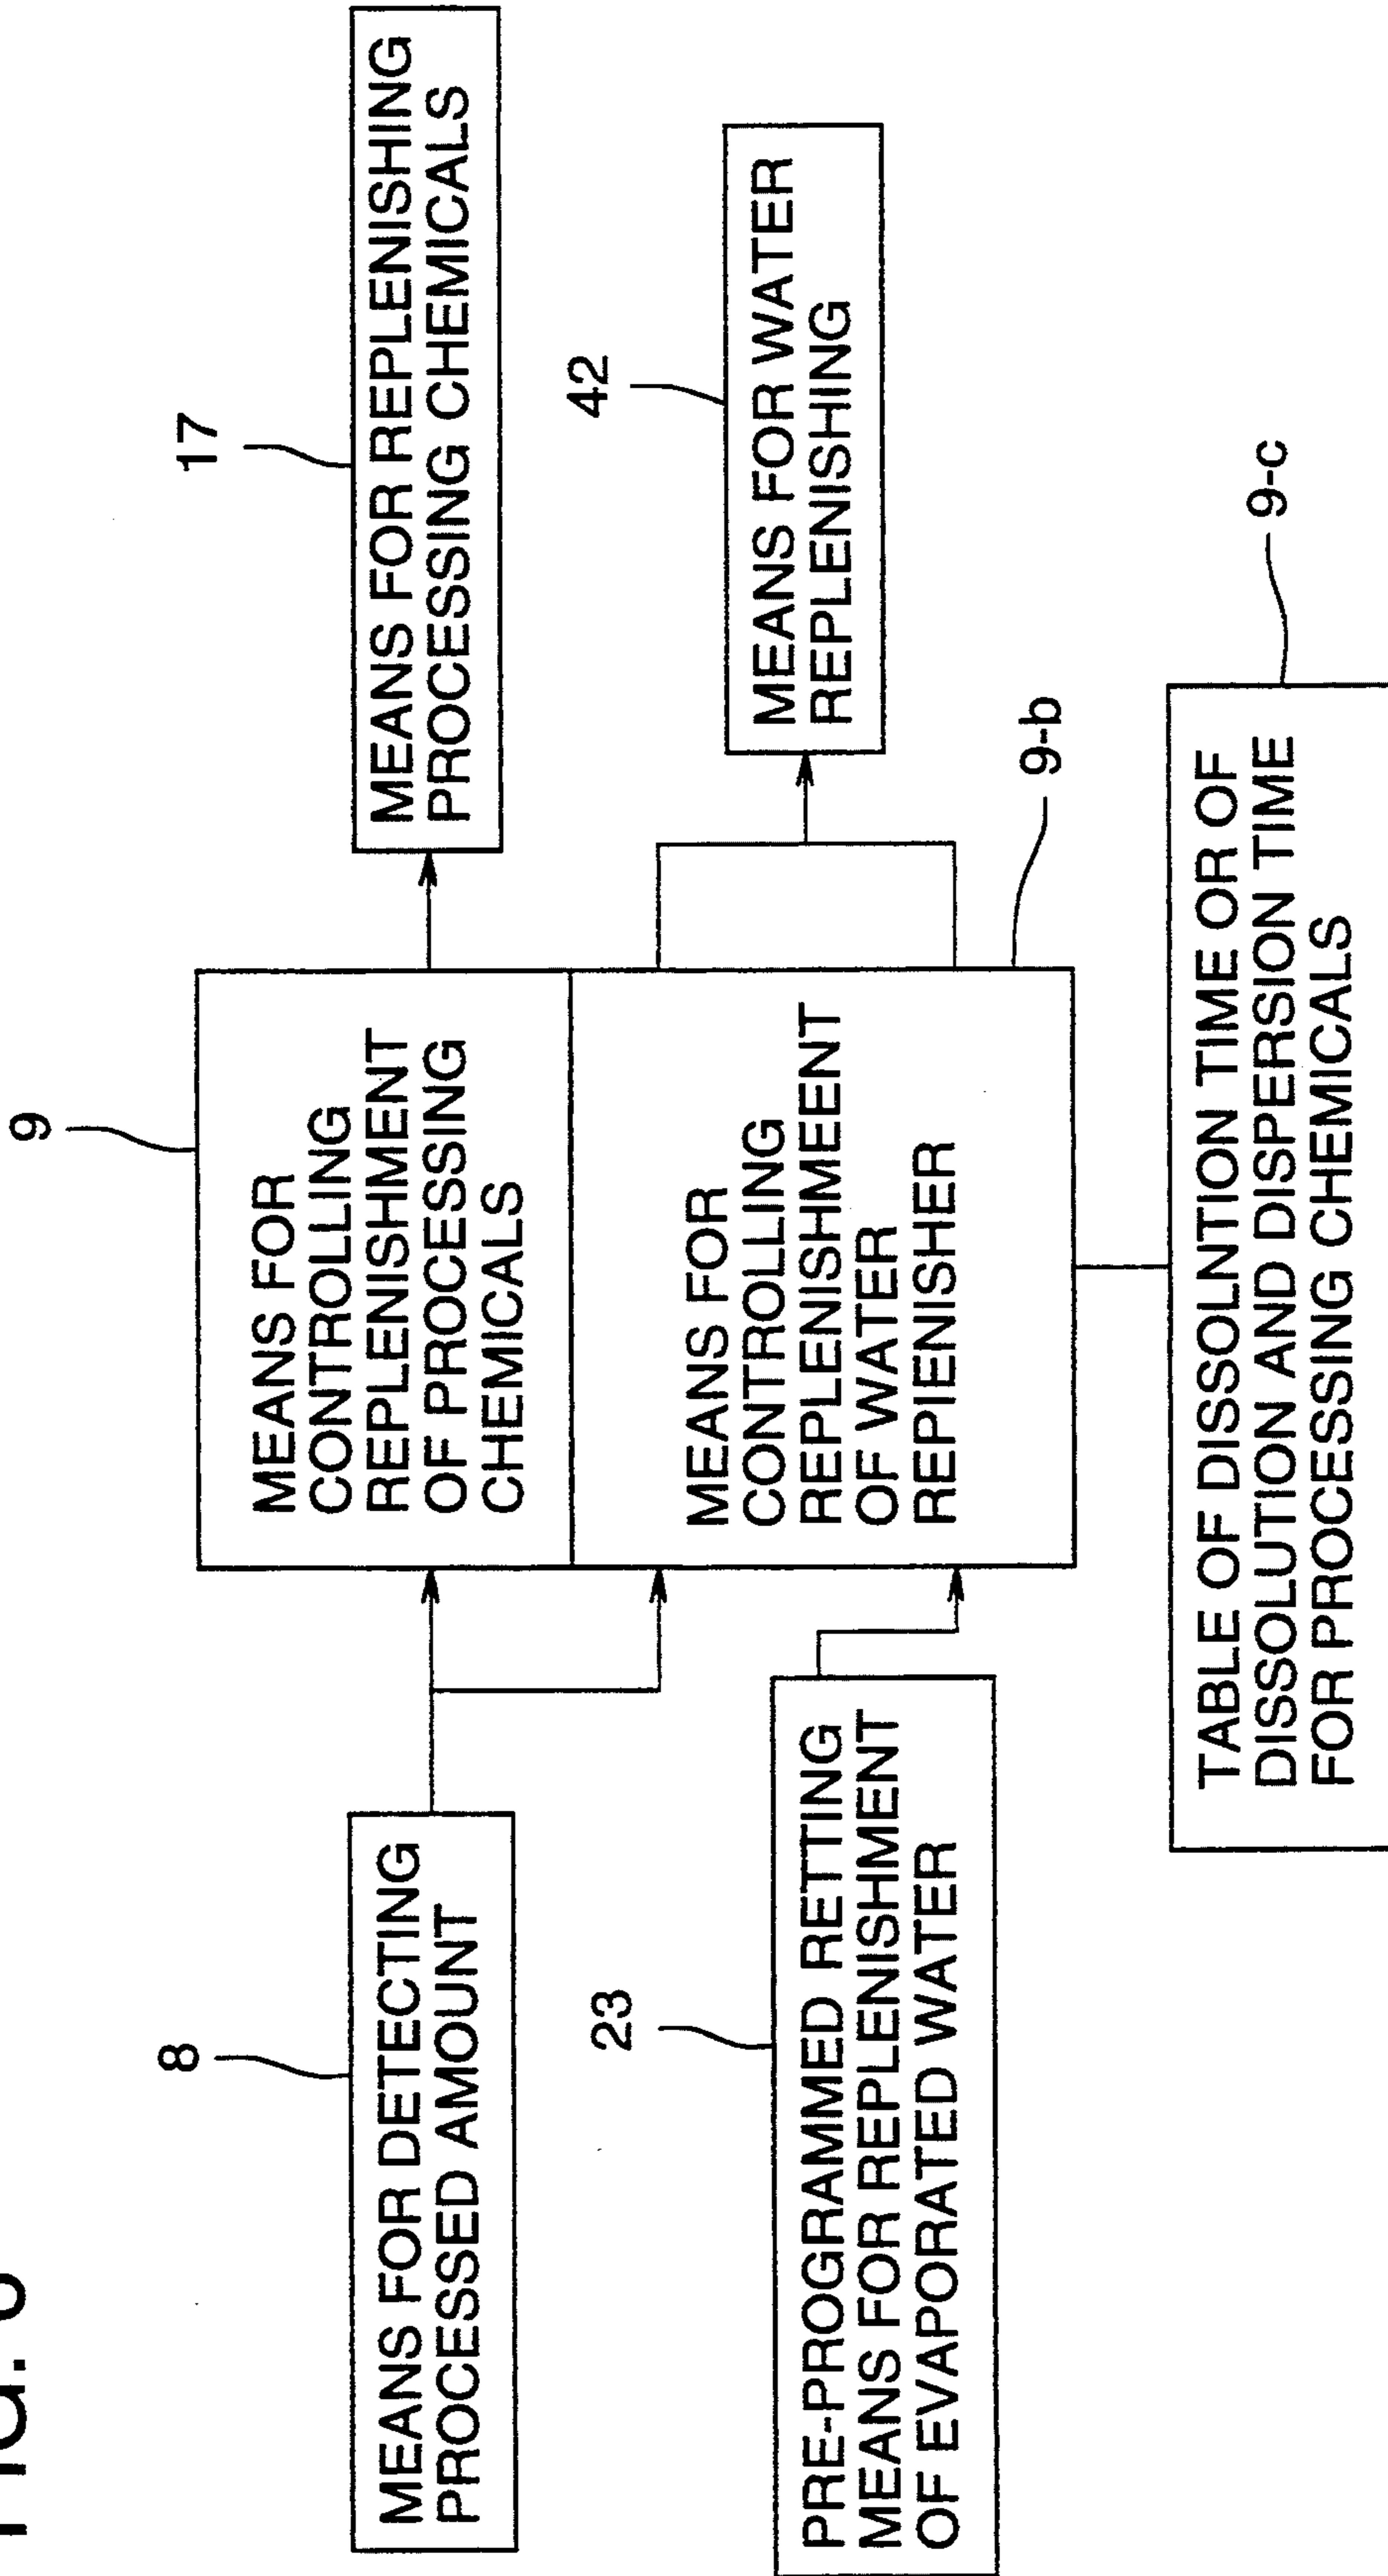 FIG.
8
MEANS FOR DETECTING
PROCESSED AMOUNT
23
PRE-PROGRAMMED RETTING
MEANS FOR REPLENISHMENT
OF EVAPORATED WATER
9
MEANS FOR
CONTROLLING
REPLENISHMENT
OF PROCESSING
CHEMICALS
MEANS FOR
CONTROLLING
REPLENISHMEENT
OF WATER
REPIENISHER
9-b
17
MEANS FOR REPLENISHING
PROCESSING CHEMICALS
42
MEANS FOR WATER
REPLENISHING
TABLE OF DISSOLNTION TIME OR OF
DISSOLUTION AND DISPERSION TIME
FOR PROCESSING CHEMICALS
9-c